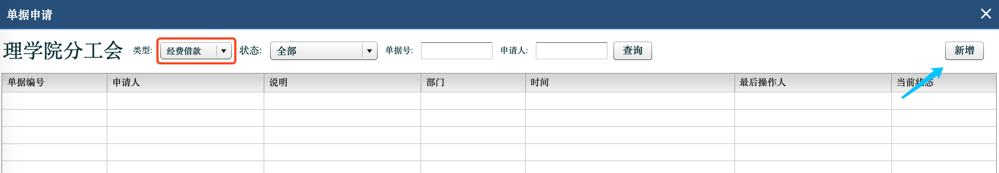 单据申请
理学院分工会 类型: 经费借款 状态: 全部 单据号: 申请人: 查询 新增
单据编号 申请人 说明 部门 时间 最后操作人 当前状态